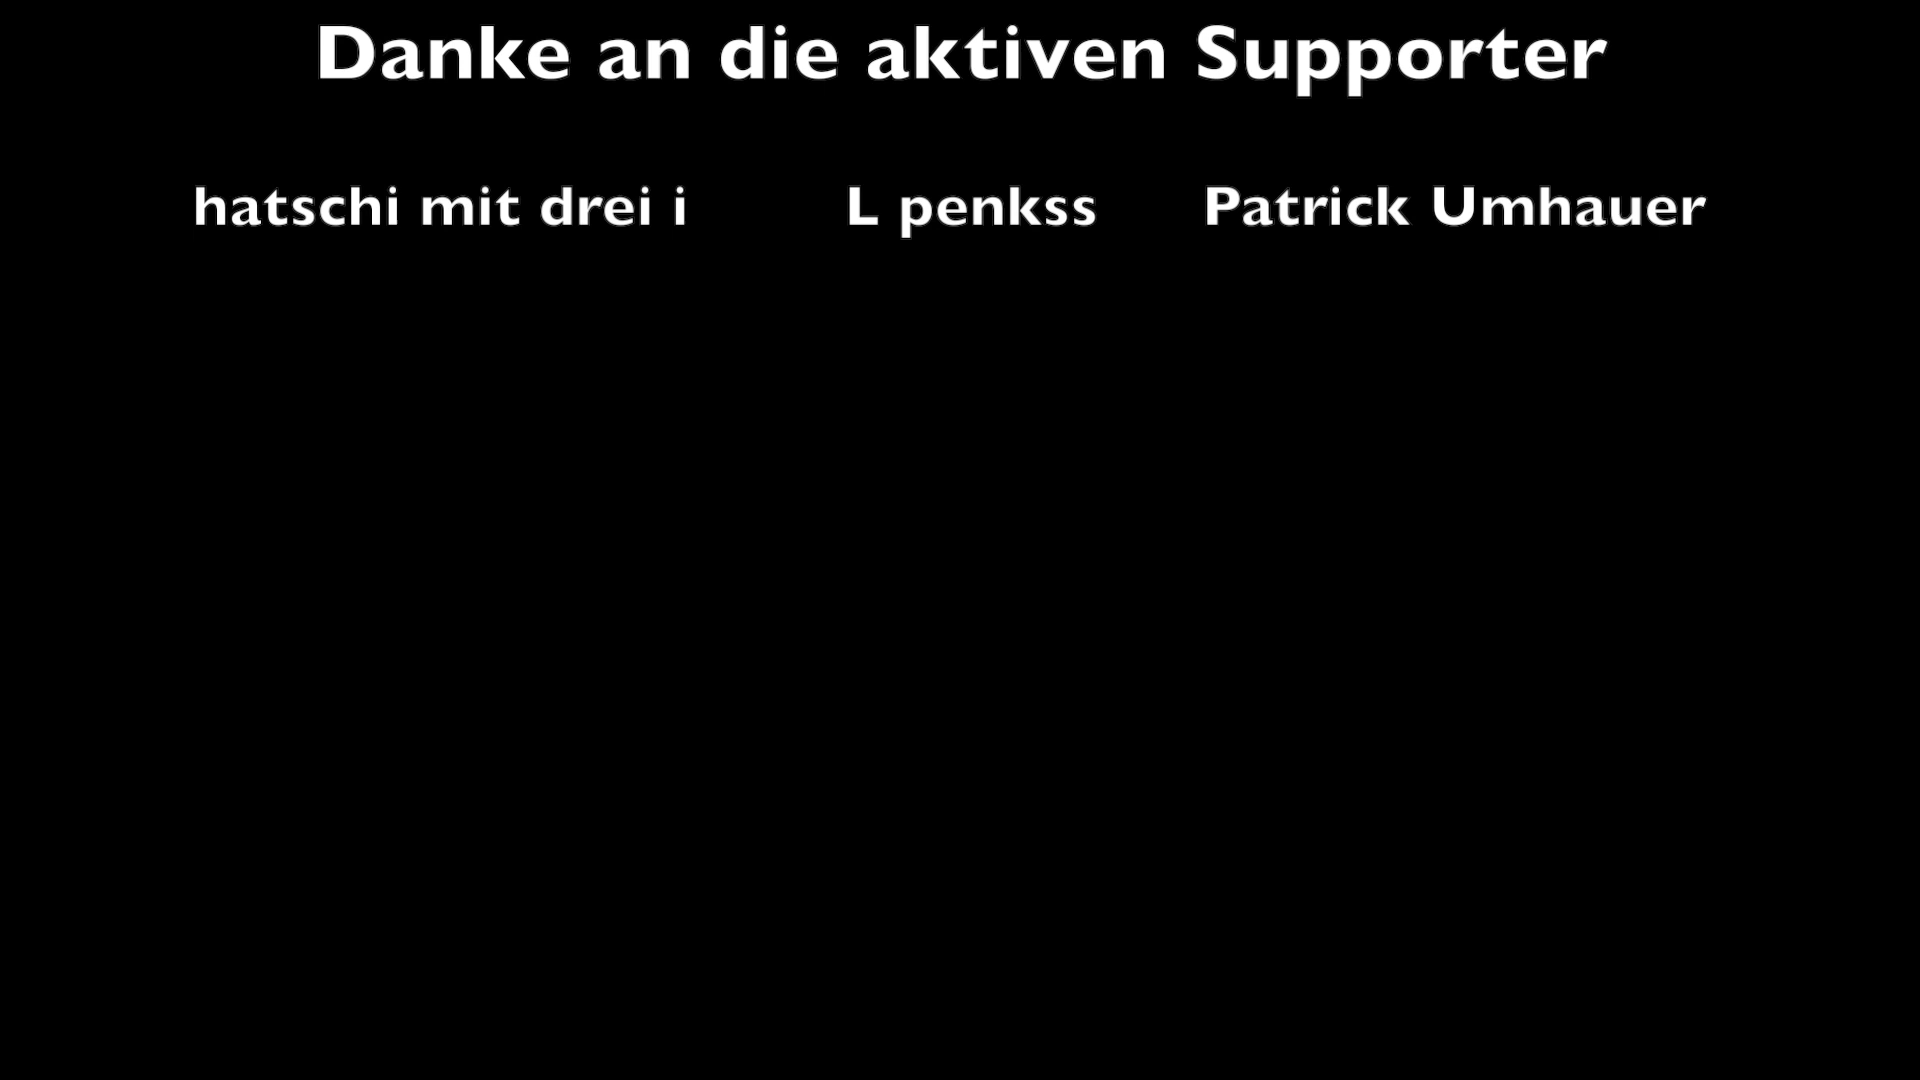 Danke an die aktiven Supporter
hatschi mit drei i L penkss Patrick Umhauer